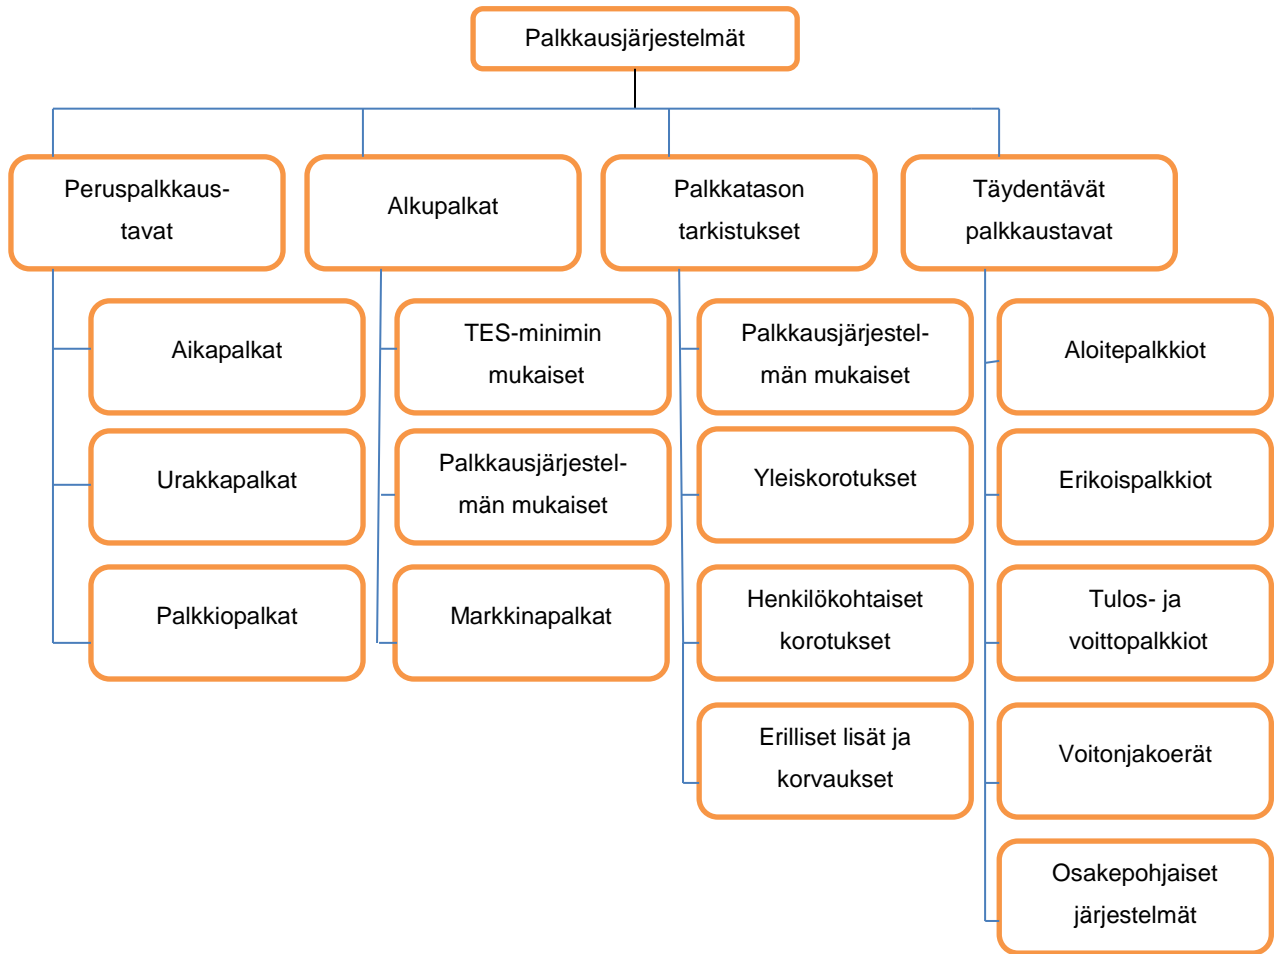 Palkkausjärjestelmät
Peruspalkkaus-
tavat
Alkupalkat
Palkkatason
tarkistukset
Täydentävät
palkkaustavat
Aikapalkat
Urakkapalkat
Palkkiopalkat
TES-minimin
mukaiset
Palkkausjärjestel-
män mukaiset
Markkinapalkat
Palkkausjärjestel-
män mukaiset
Yleiskorotukset
Henkilökohtaiset
korotukset
Erilliset lisät ja
korvaukset
Aloitepalkkiot
Erikoispalkkiot
Tulos- ja
voittopalkkiot
Voitonjakoerät
Osakepohjaiset
järjestelmät